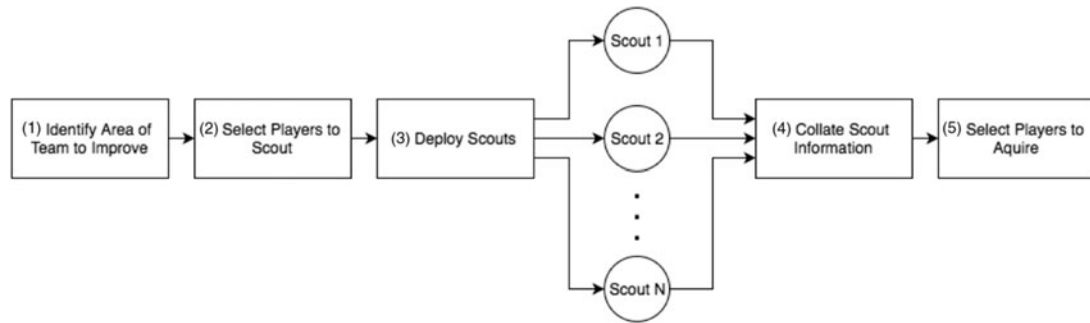 Scout 1
(1) Identify Area of
Team to Improve
(2) Select Players to
Scout
(3) Deploy Scouts
Scout 2
(4) Collate Scout
Information
(5) Select Players to
Aquire
Scout N